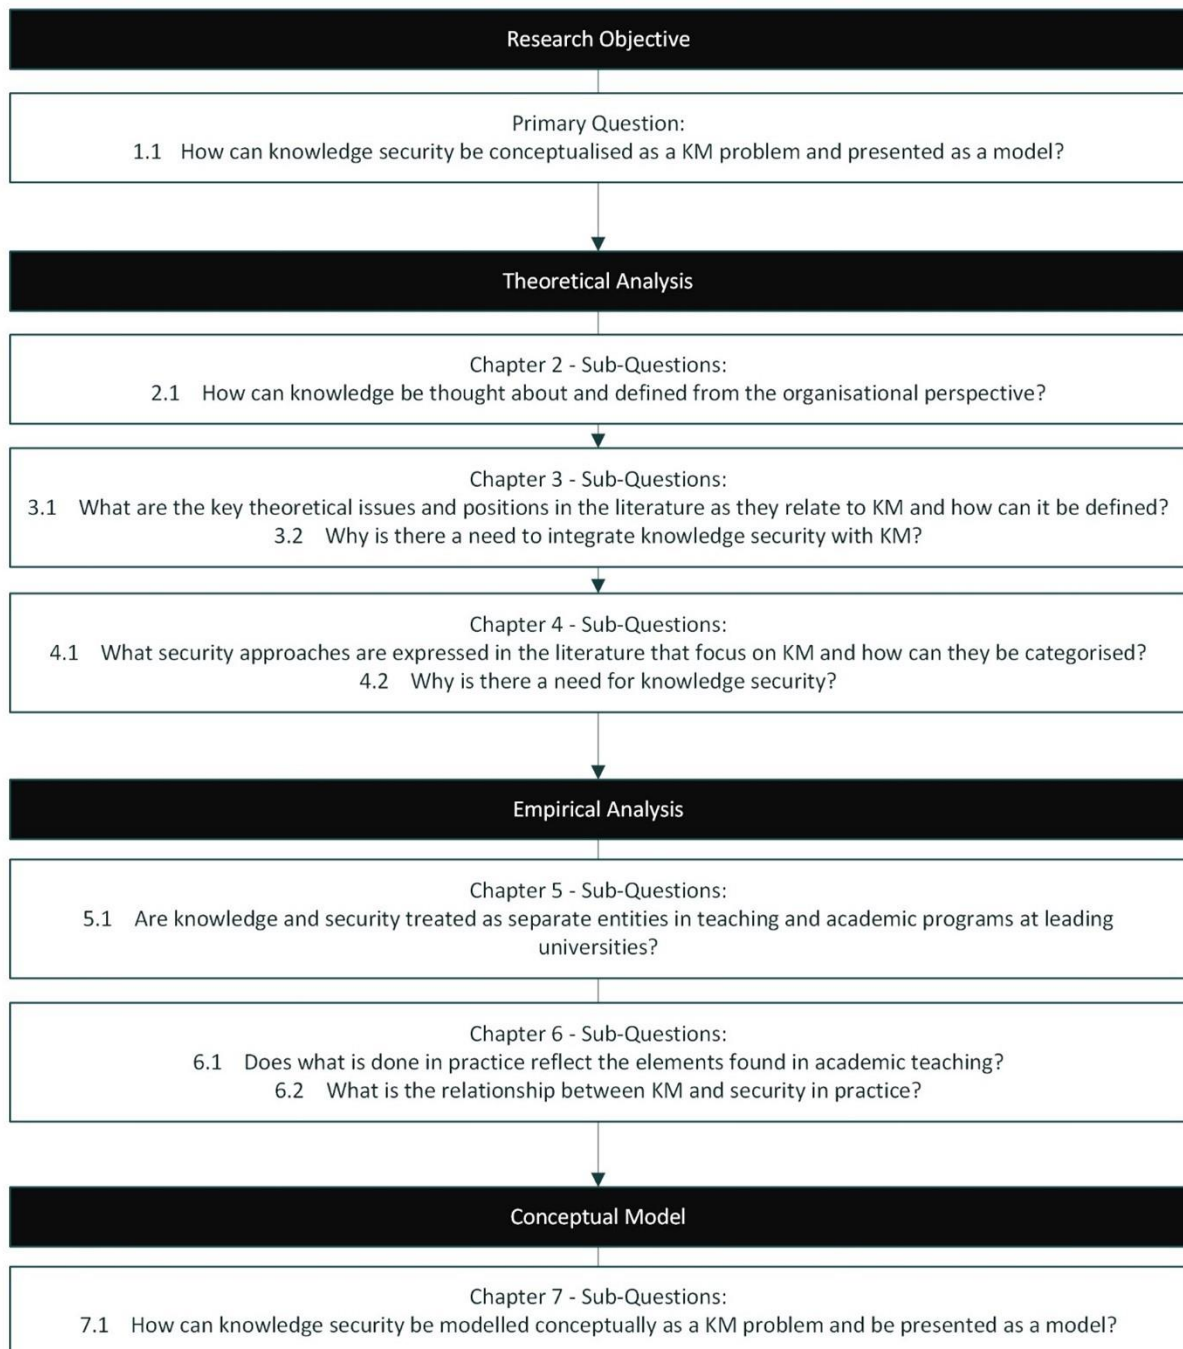 Research Objective
Primary Question:
1.1 How can knowledge security be conceptualised as a KM problem and presented as a model?
Theoretical Analysis
Chapter 2 - Sub-Questions:
2.1 How can knowledge be thought about and defined from the organisational perspective?
Chapter 3 - Sub-Questions:
3.1 What are the key theoretical issues and positions in the literature as they relate to KM and how can it be defined?
3.2 Why is there a need to integrate knowledge security with KM?
Chapter 4 - Sub-Questions:
4.1 What security approaches are expressed in the literature that focus on KM and how can they be categorised?
4.2 Why is there a need for knowledge security?
Empirical Analysis
Chapter 5 - Sub-Questions:
5.1 Are knowledge and security treated as separate entities in teaching and academic programs at leading
universities?
Chapter 6 - Sub-Questions:
6.1 Does what is done in practice reflect the elements found in academic teaching?
6.2 What is the relationship between KM and security in practice?
Conceptual Model
Chapter 7 - Sub-Questions:
7.1 How can knowledge security be modelled conceptually as a KM problem and be presented as a model?